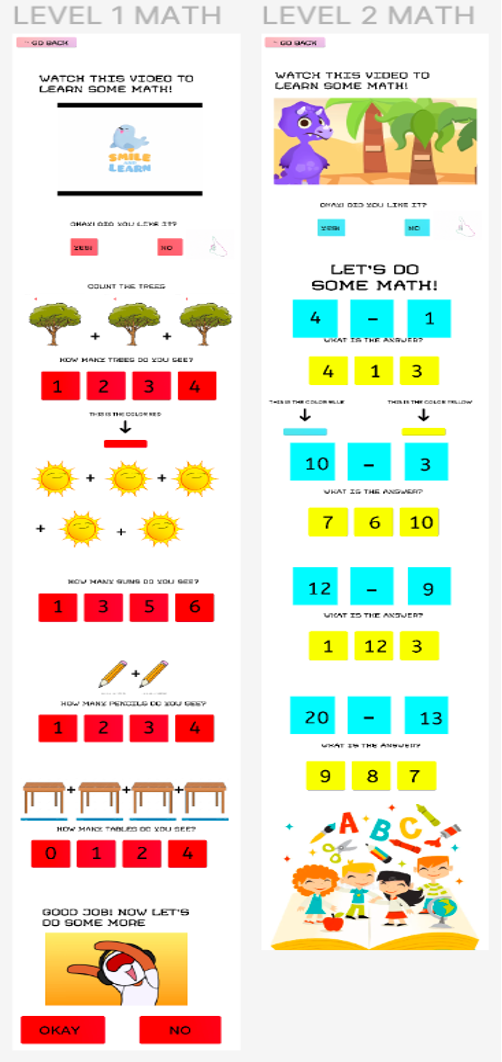 LEVEL 1 MATH
GO BACK
WATCH THIS VIDEO TO
LEARN SOME MATH!
SMILE
AND
LEARN
OKAY! DID YOU LIKE IT?
YES!
NO
COUNT THE TREES
+ +
HOW MANY TREES DO YOU SEE?
1 2 3 4
THIS IS THE COLOR RED
+ +
+ +
HOW MANY SUNS DO YOU SEE?
1 3 5 6
+
HOW MANY PENCILS DO YOU SEE?
1 2 3 4
+ + +
HOW MANY TABLES DO YOU SEE?
0 1 2 4
GOOD JOB! NOW LET'S
DO SOME MORE
OKAY
NO
LEVEL 2 MATH
GO BACK
WATCH THIS VIDEO TO
LEARN SOME MATH!
OKAY! DID YOU LIKE IT?
YES!
NO
LET'S DO
SOME MATH!
4 - 1
WHAT IS THE ANSWER?
4 1 3
THIS IS THE COLOR BLUE
THIS IS THE COLOR YELLOW
10 - 3
WHAT IS THE ANSWER?
7 6 10
12 - 9
WHAT IS THE ANSWER?
1 12 3
20 - 13
WHAT IS THE ANSWER?
9 8 7
A B C